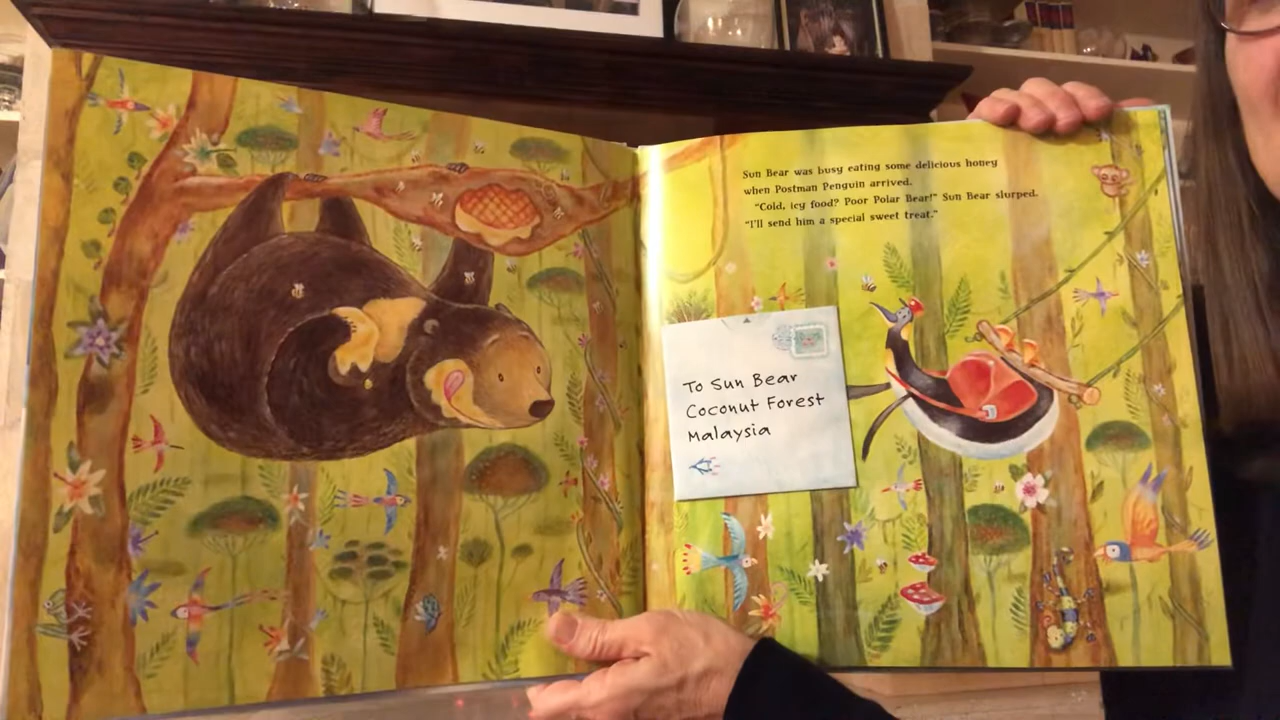 Sun Bear was busy eating some delicious honey
when Postman Penguin arrived.
"Cold, icy food? Poor Polar Bear!" Sun Bear slurped.
"I'll send him a special sweet treat."
To Sun Bear
Coconut Forest
Malaysia